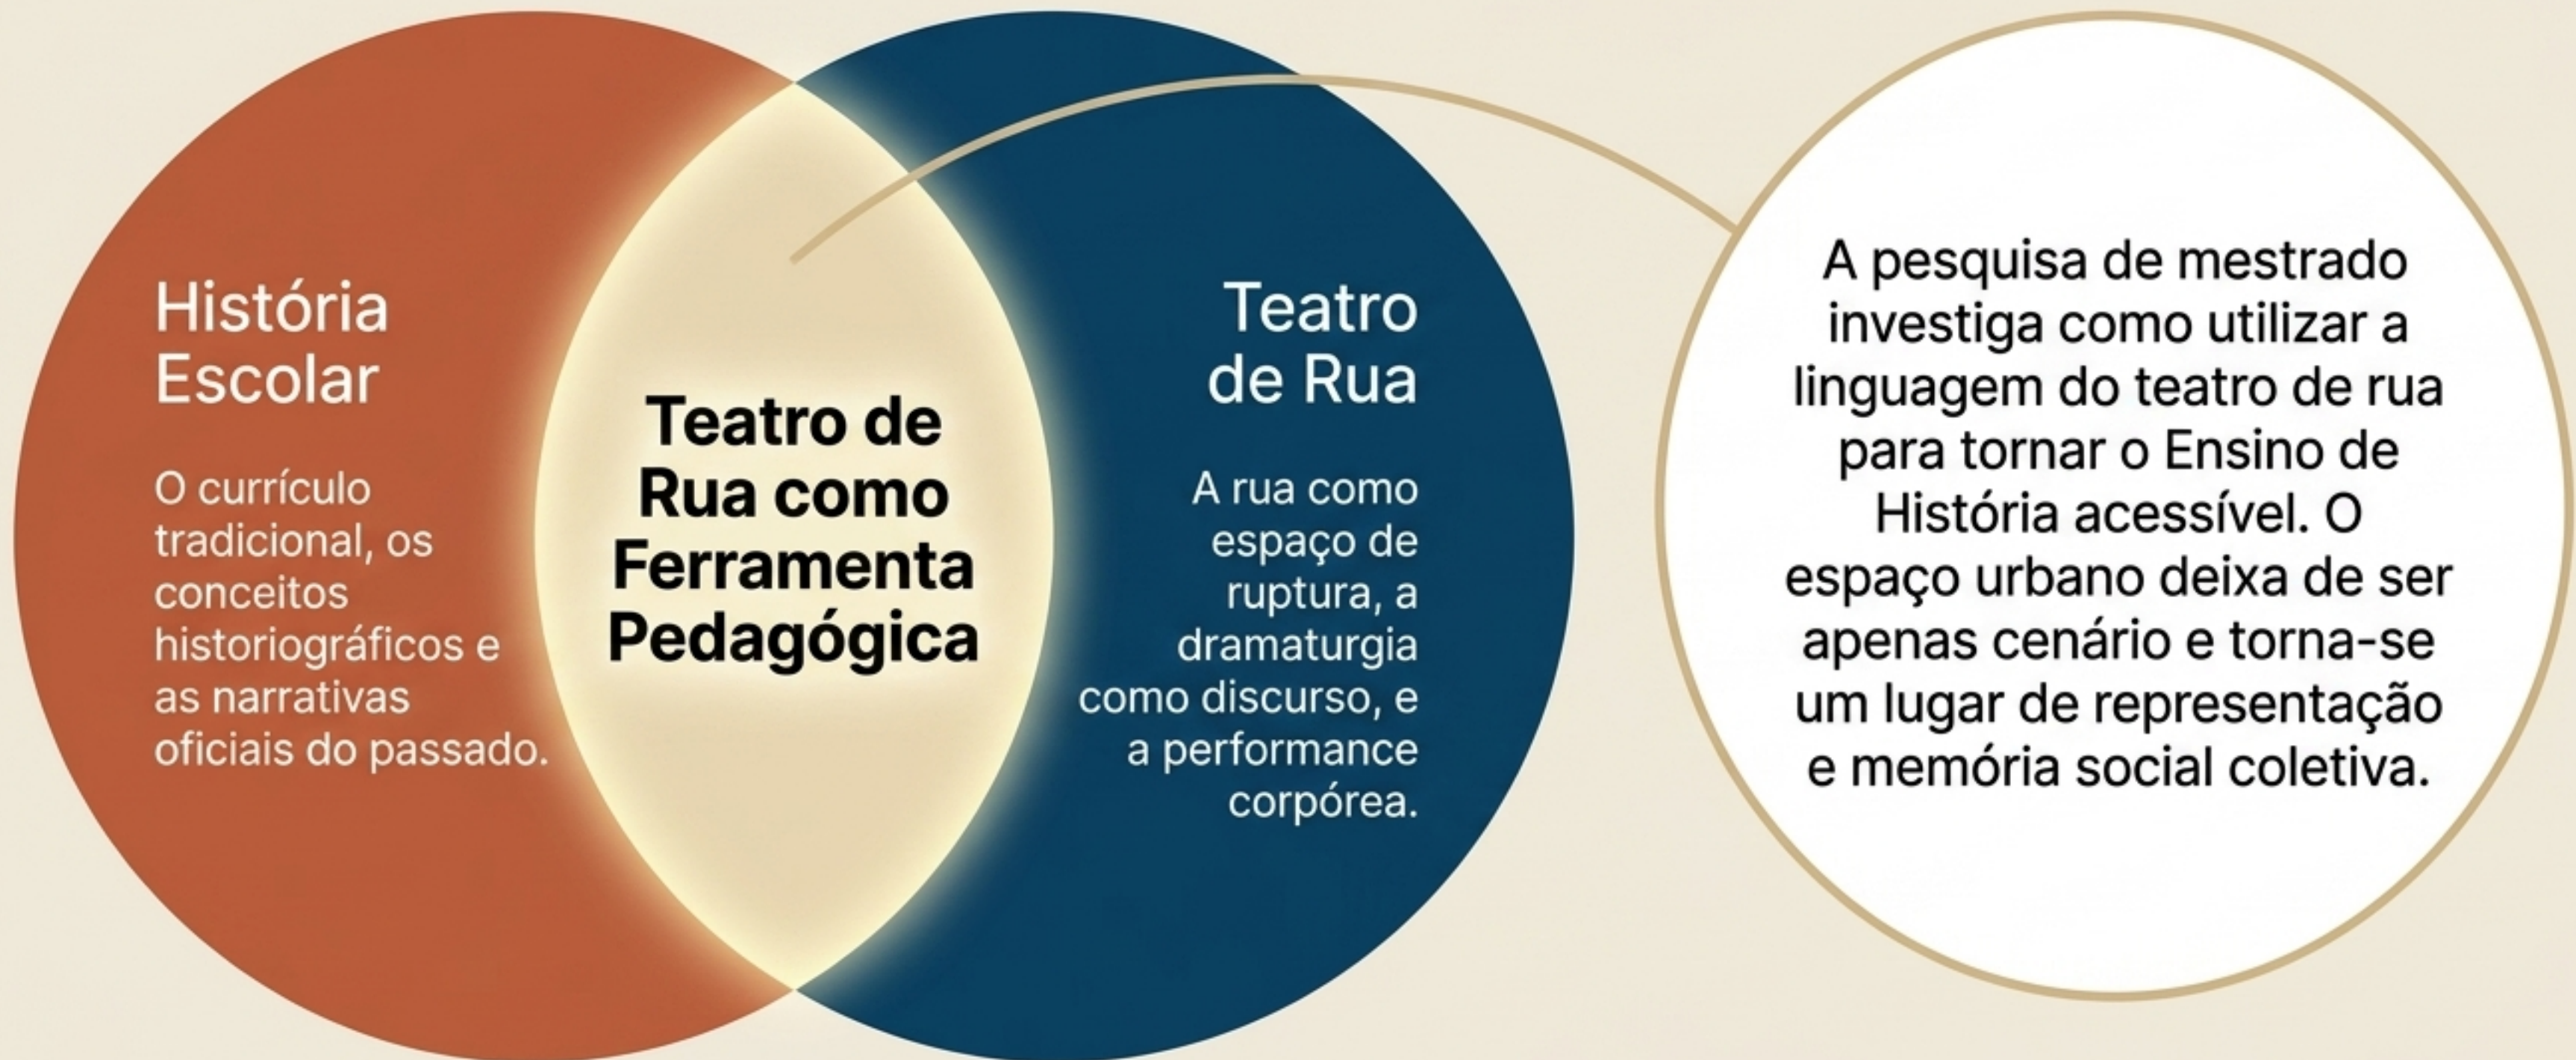 História
Escolar
O currículo
tradicional, os
conceitos
historiográficos e
as narrativas
oficiais do passado.
Teatro de
Rua como
Ferramenta
Pedagógica
Teatro
de Rua
A rua como
espaço de
ruptura, a
dramaturgia
como discurso, e
a performance
corpórea.
A pesquisa de mestrado
investiga como utilizar a
linguagem do teatro de rua
para tornar o Ensino de
História acessível. O
espaço urbano deixa de ser
apenas cenário e torna-se
um lugar de representação
e memória social coletiva.